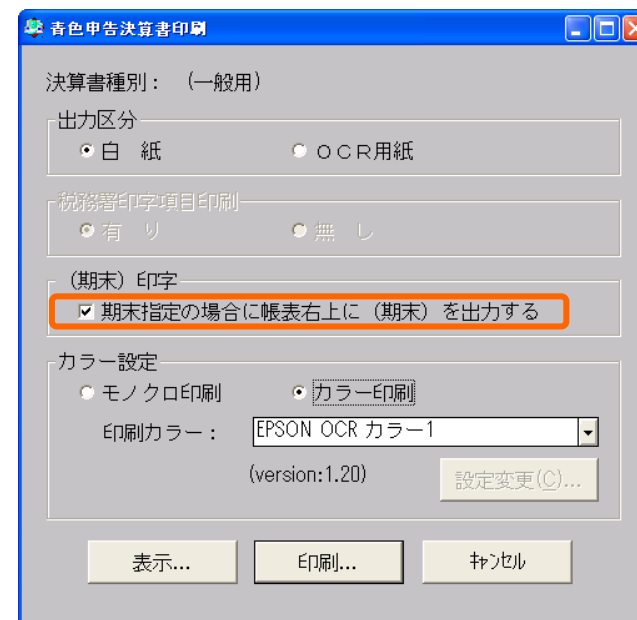 青色申告決算書印刷
決算書種別： （一般用）
出力区分
白 紙 ＯＣＲ用紙
税務署印字項目印刷
有 り 無 し
（期末）印字
期末指定の場合に帳表右上に（期末）を出力する
カラー設定
モノクロ印刷 カラー印刷
印刷カラー： EPSON OCR カラー1
(version:1.20) 設定変更(C)...
表示... 印刷... ｷｬﾝｾﾙ